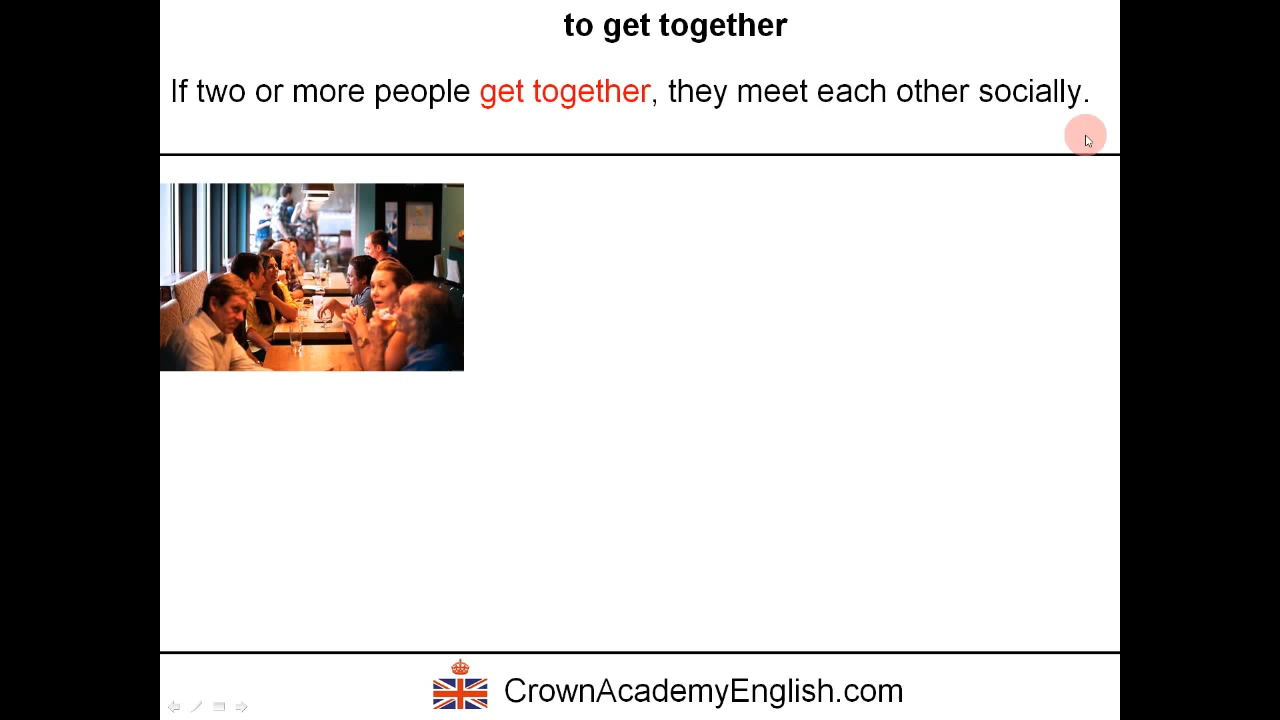 to get together
If two or more people get together, they meet each other socially.
CrownAcademyEnglish.com